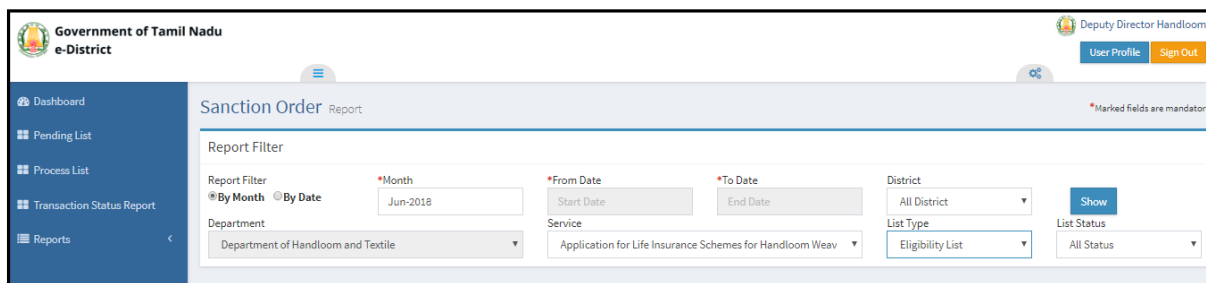 Government of Tamil Nadu
e-District
Deputy Director Handloom
User Profile
Sign Out
Dashboard
Pending List
Process List
Transaction Status Report
Reports
Sanction Order Report
*Marked fields are mandator
Report Filter
Report Filter
By Month By Date
*Month
Jun-2018
*From Date
Start Date
*To Date
End Date
District
All District
Show
Department
Department of Handloom and Textile
Service
Application for Life Insurance Schemes for Handloom Weav
List Type
Eligibility List
List Status
All Status